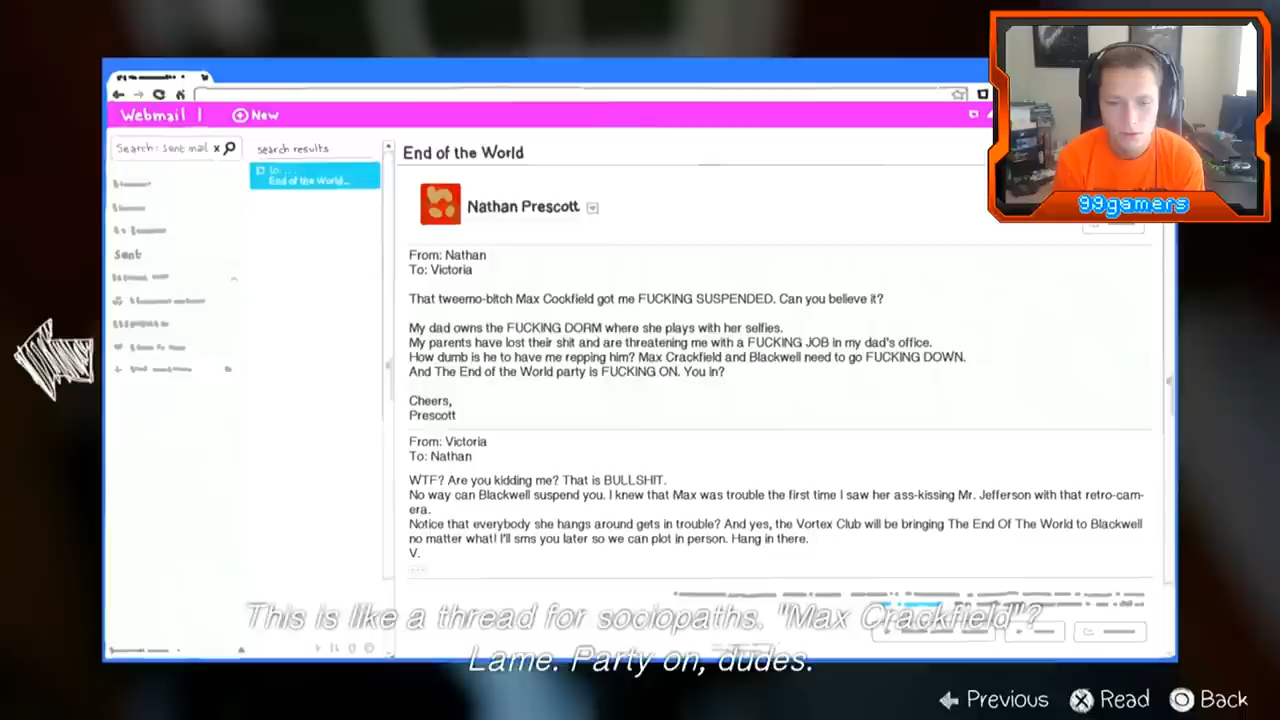 Webmail |
New
Search: sent mail x
search results
End of the World
to: ...
End of the World...
Nathan Prescott
Sent
From: Nathan
To: Victoria
That tweemo-bitch Max Cockfield got me FUCKING SUSPENDED. Can you believe it?
My dad owns the FUCKING DORM where she plays with her selfies.
My parents have lost their shit and are threatening me with a FUCKING JOB in my dad's office.
How dumb is he to have me repping him? Max Crackfield and Blackwell need to go FUCKING DOWN.
And The End of the World party is FUCKING ON. You in?
Cheers,
Prescott
From: Victoria
To: Nathan
WTF? Are you kidding me? That is BULLSHIT.
No way can Blackwell suspend you. I knew that Max was trouble the first time I saw her ass-kissing Mr. Jefferson with that retro-cam-
era.
Notice that everybody she hangs around gets in trouble? And yes, the Vortex Club will be bringing The End Of The World to Blackwell
no matter what! I'll sms you later so we can plot in person. Hang in there.
V.
...
This is like a thread for sociopaths. "Max Crackfield"?
Lame. Party on, dudes.
Previous
Read
Back
99gamers